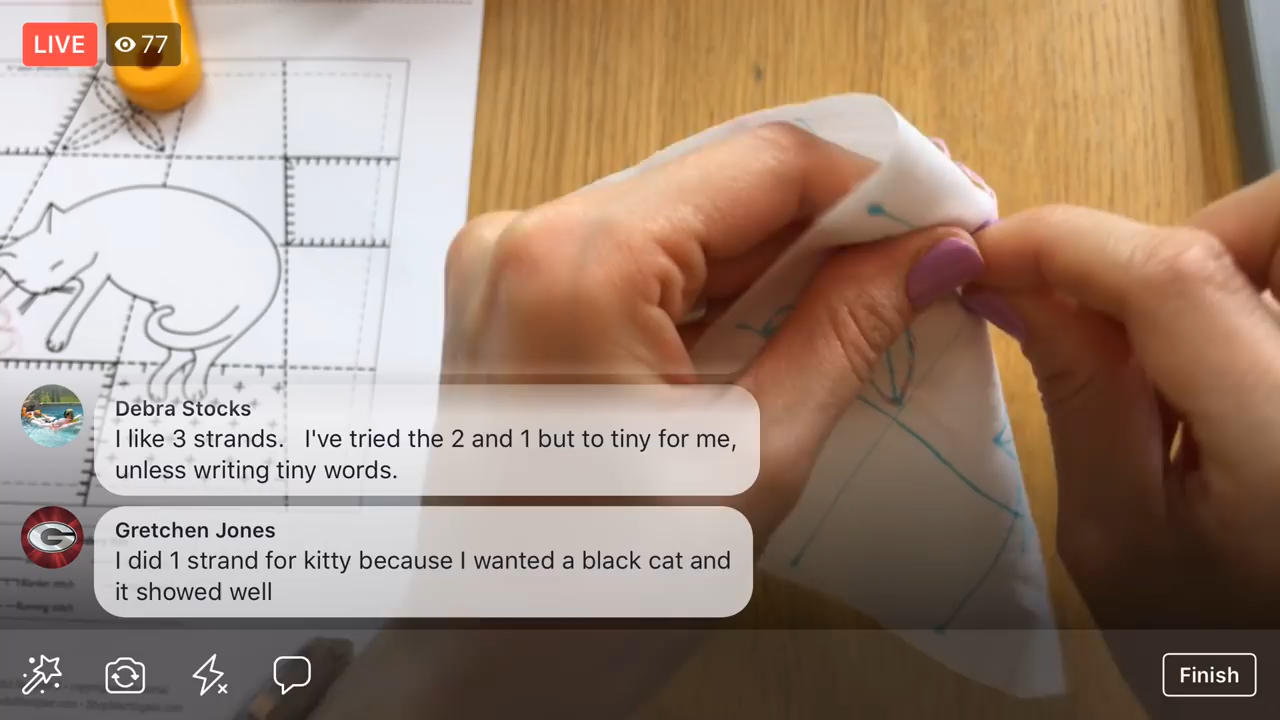 LIVE
77
Debra Stocks
I like 3 strands. I've tried the 2 and 1 but to tiny for me,
unless writing tiny words.
Gretchen Jones
I did 1 strand for kitty because I wanted a black cat and
it showed well
Finish